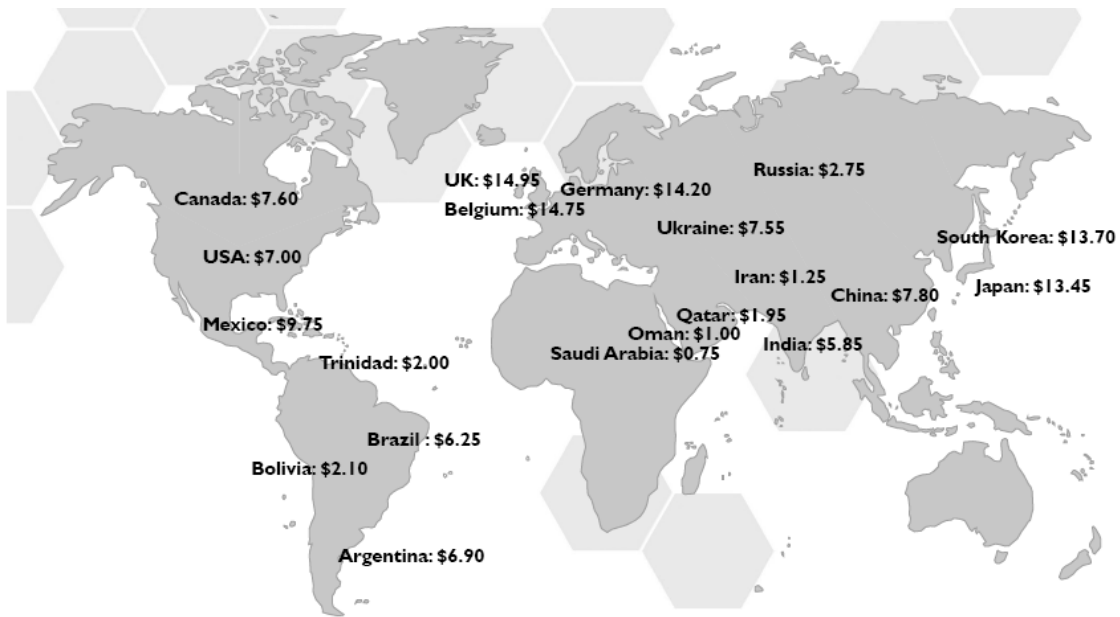 Russia: $2.75
UK: $14.95
Germany: $14.20
Canada: $7.60
Belgium: $14.75
Ukraine: $7.55
South Korea: $13.70
USA: $7.00
Iran: $1.25
Japan: $13.45
China: $7.80
Qatar: $1.95
Mexico: $9.75
Oman: $1.00
India: $5.85
Saudi Arabia: $0.75
Trinidad: $2.00
Brazil : $6.25
Bolivia: $2.10
Argentina: $6.90